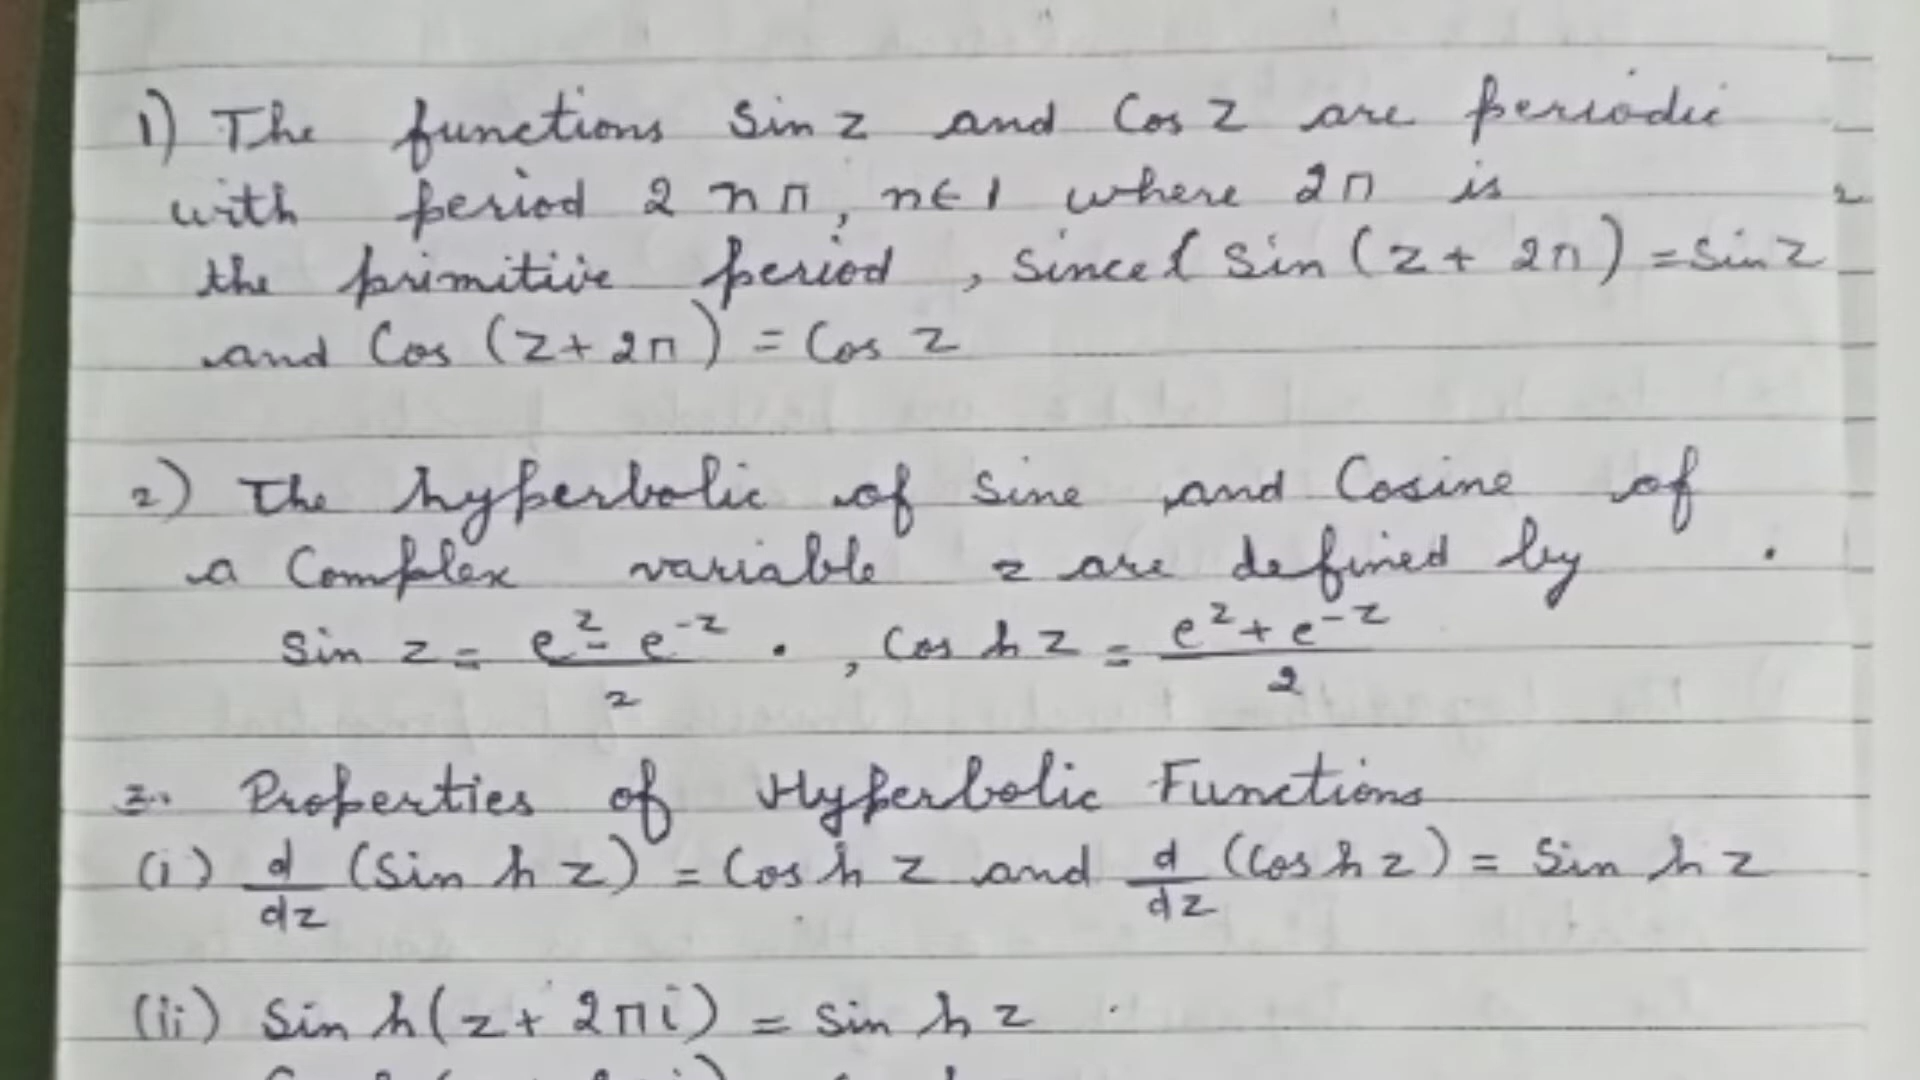 1) The functions Sin z and Cos z are periodic
with period 2nπ, n∈I where 2π is
the primitive period, since { Sin (z + 2π) = Sin z
and Cos (z + 2π) = Cos z
2) The hyperbolic of Sine and Cosine of
a Complex variable z are defined by
Sin z = (e^z - e^-z)/2 . , Cos h z = (e^z + e^-z)/2
3. Properties of Hyperbolic Functions
(i) d/dz (Sin h z) = Cos h z and d/dz (Cos h z) = Sin h z
(ii) Sin h (z + 2πi) = Sin h z